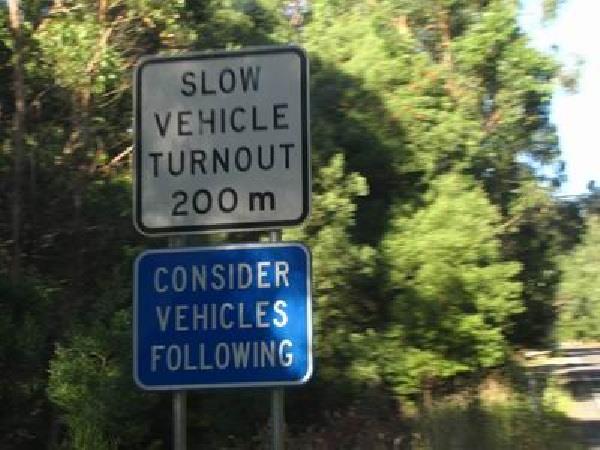 SLOW
VEHICLE
TURNOUT
200 m
CONSIDER
VEHICLES
FOLLOWING